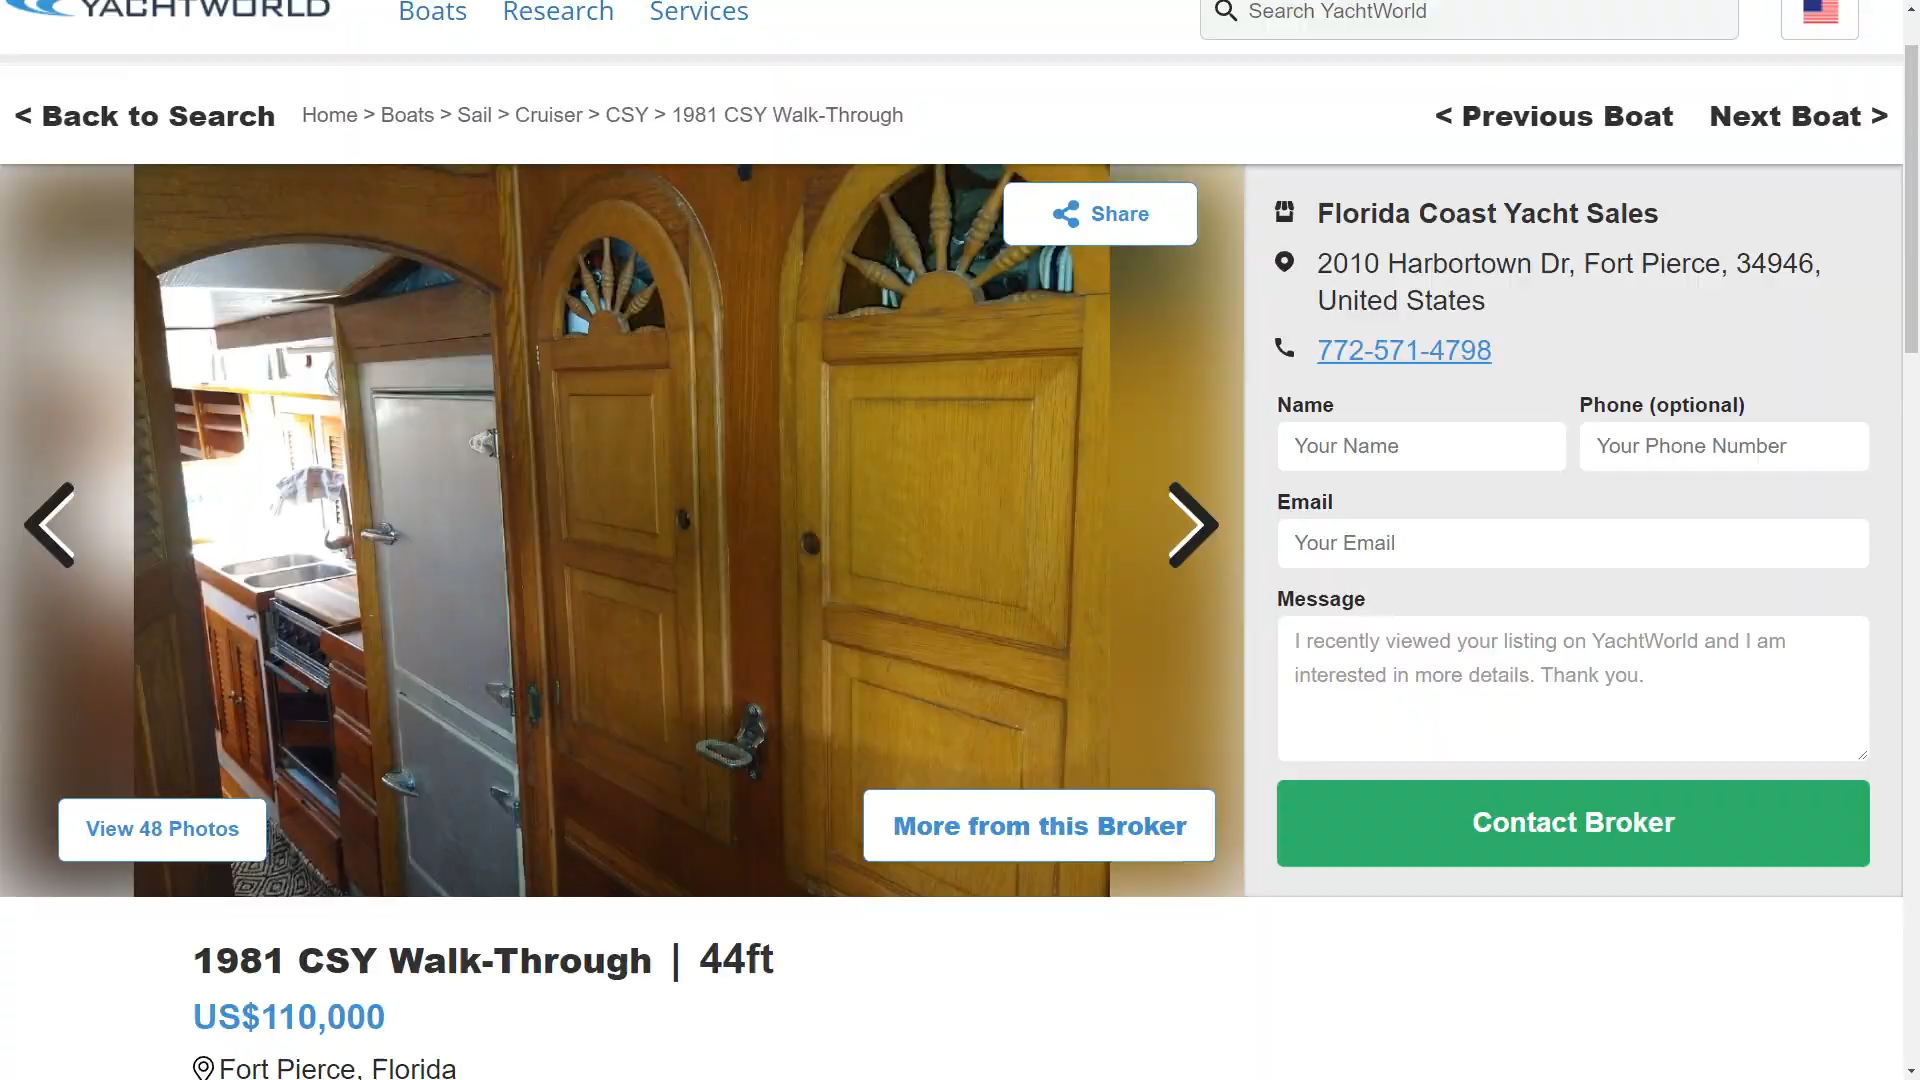 YACHTWORLD
Boats Research Services
Search YachtWorld
< Back to Search
Home > Boats > Sail > Cruiser > CSY > 1981 CSY Walk-Through
< Previous Boat Next Boat >
Share
Florida Coast Yacht Sales
2010 Harbortown Dr, Fort Pierce, 34946,
United States
772-571-4798
Name
Phone (optional)
Your Name
Your Phone Number
Email
Your Email
Message
I recently viewed your listing on YachtWorld and I am
interested in more details. Thank you.
View 48 Photos
More from this Broker
Contact Broker
1981 CSY Walk-Through | 44ft
US$110,000
Fort Pierce, Florida